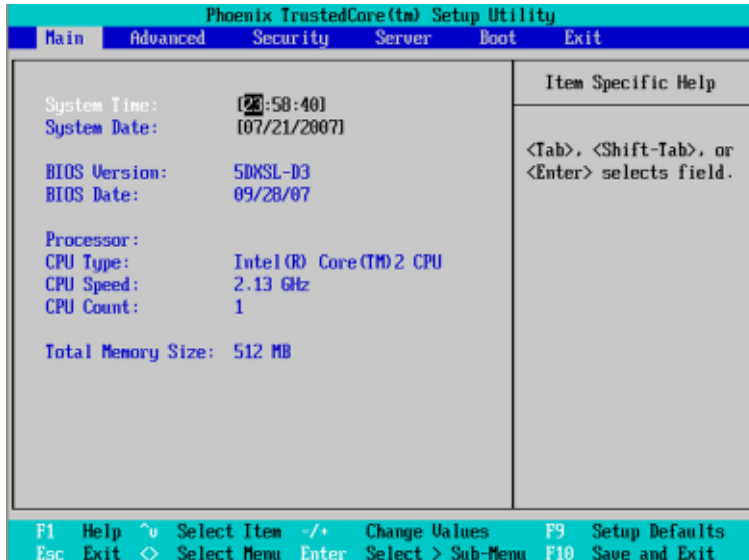 Phoenix TrustedCore(tm) Setup Utility
Main Advanced Security Server Boot Exit
System Time: [23:58:40]
System Date: [07/21/2007]
BIOS Version: 5DXSL-D3
BIOS Date: 09/28/07
Processor:
CPU Type: Intel(R) Core(TM)2 CPU
CPU Speed: 2.13 GHz
CPU Count: 1
Total Memory Size: 512 MB
Item Specific Help
<Tab>, <Shift-Tab>, or
<Enter> selects field.
F1 Help ^v Select Item -/+ Change Values F9 Setup Defaults
Esc Exit <> Select Menu Enter Select > Sub-Menu F10 Save and Exit